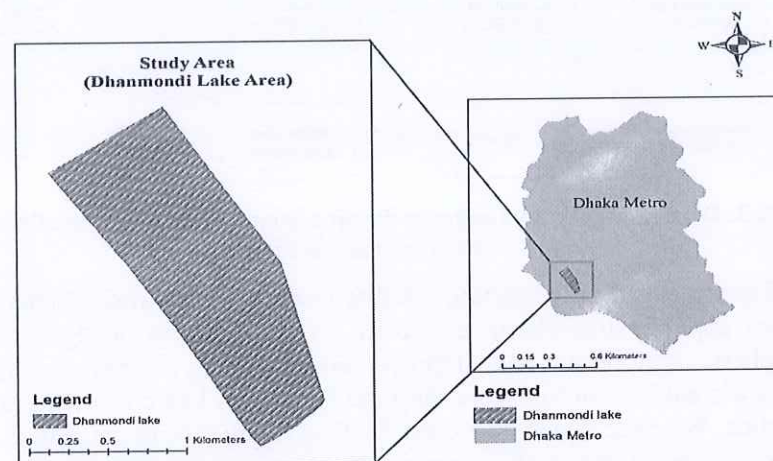 Study Area
(Dhanmondi Lake Area)
Legend
Dhanmondi lake
0 0.25 0.5 1 Kilometers
N
W E
S
Dhaka Metro
0 0.15 0.3 0.6 Kilometers
Legend
Dhanmondi lake
Dhaka Metro